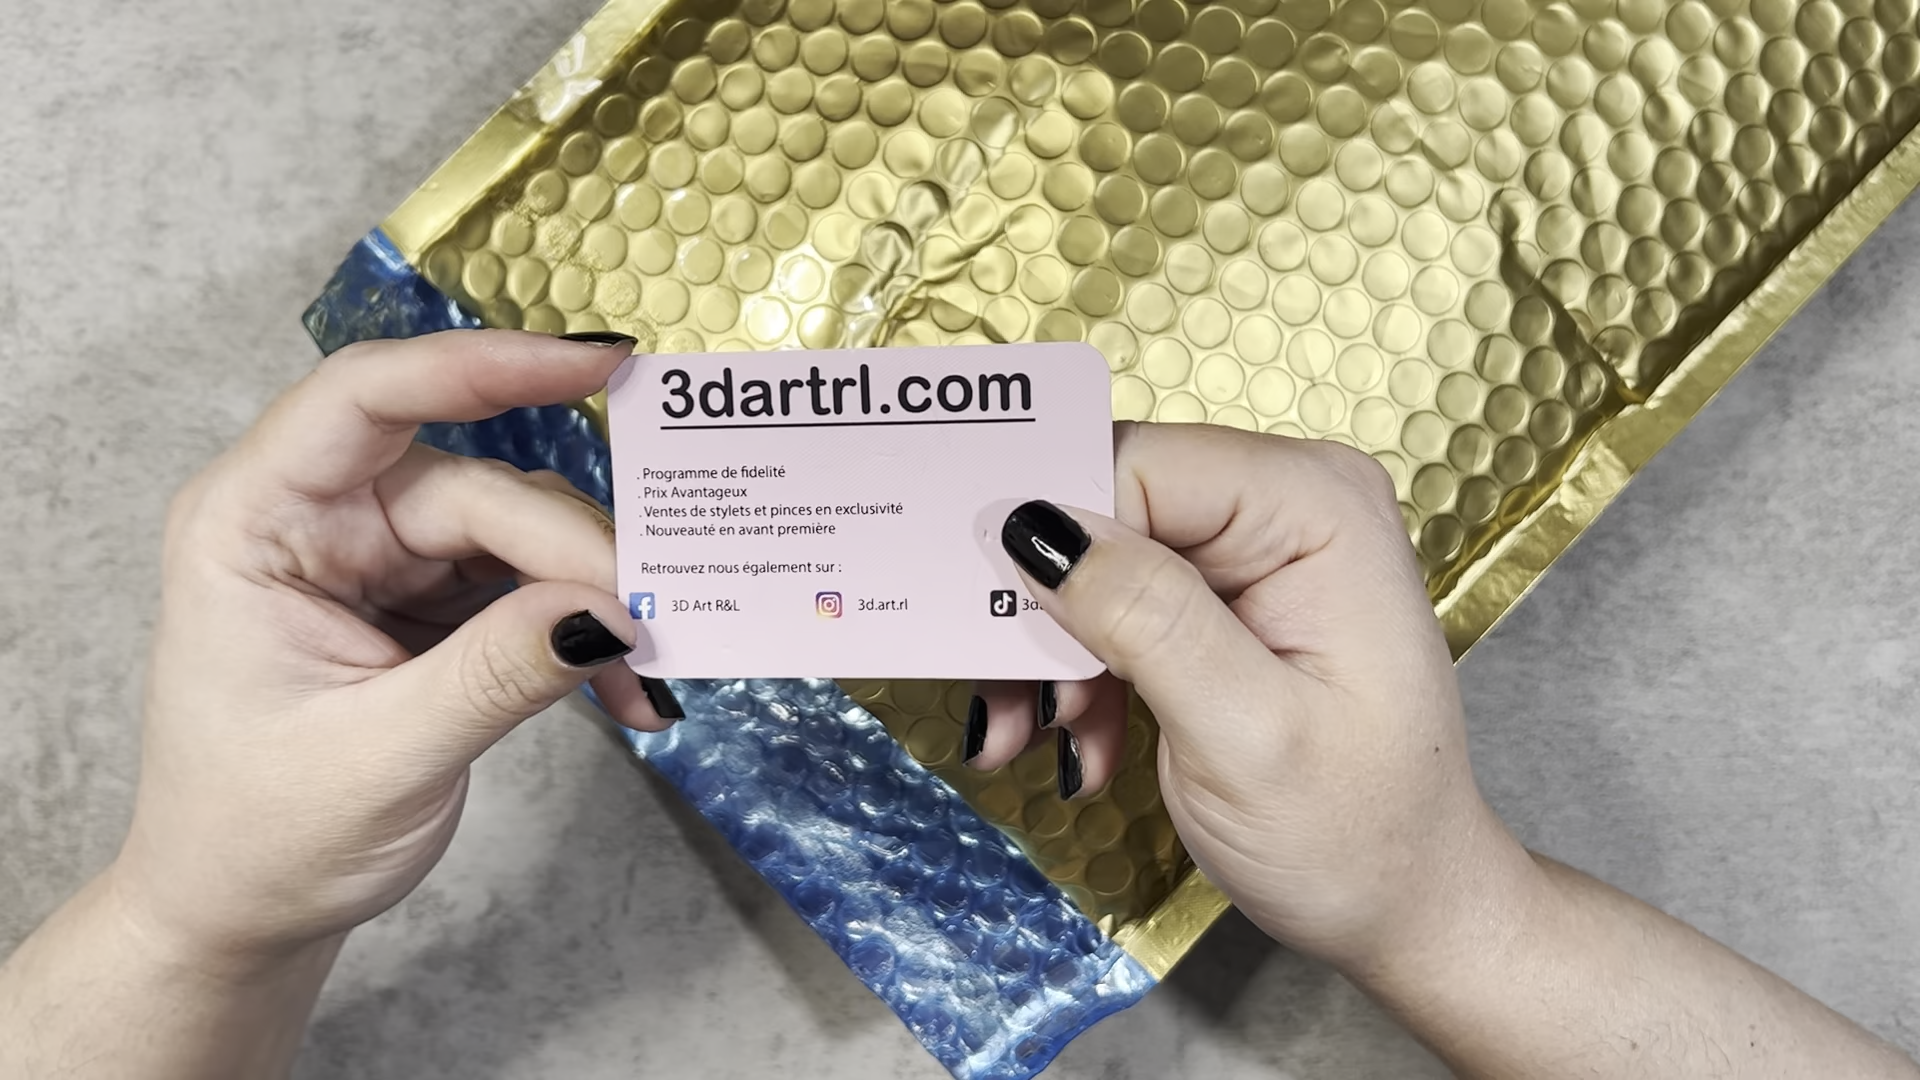 3dartrl.com
. Programme de fidelité
. Prix Avantageux
. Ventes de stylets et pinces en exclusivité
. Nouveauté en avant première
Retrouvez nous également sur :
3D Art R&L 3d.art.rl